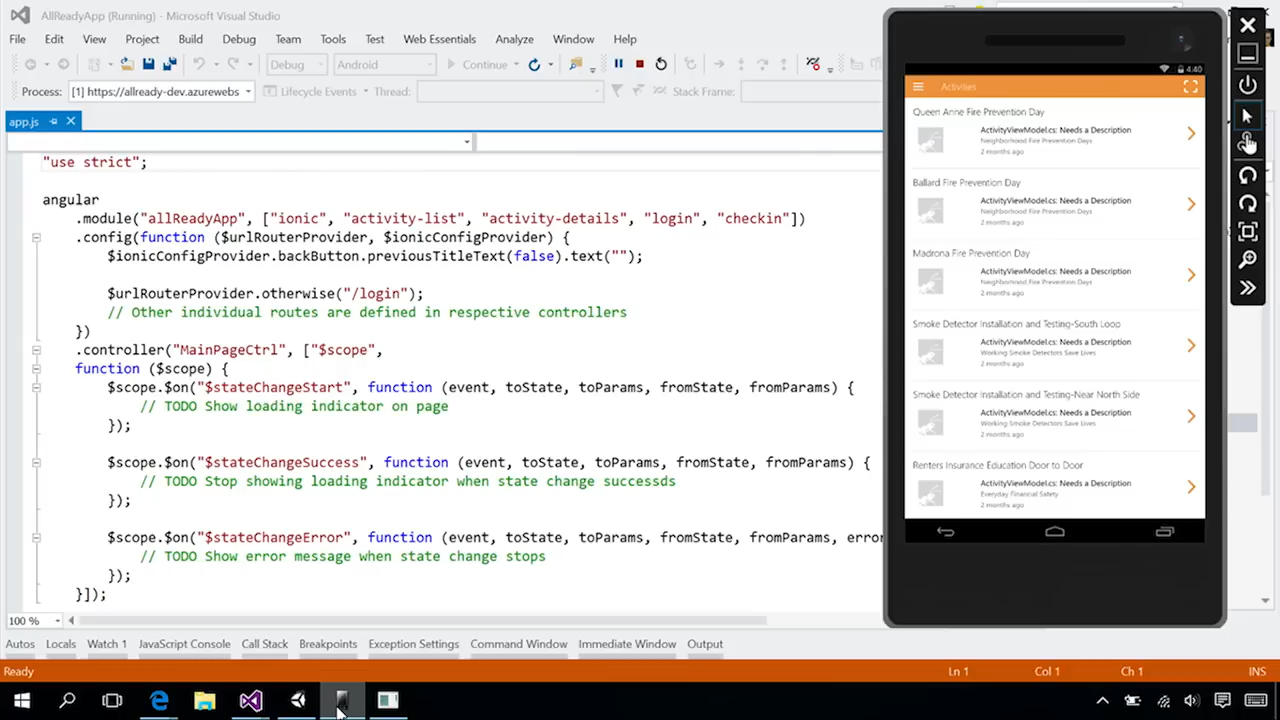 AllReadyApp (Running) - Microsoft Visual Studio
File Edit View Project Build Debug Team Tools Test Web Essentials Analyze Window Help
Debug Android Continue
Process: [1] https://allready-dev.azurewebs Lifecycle Events Thread: Stack Frame:
app.js
"use strict";
angular
.module("allReadyApp", ["ionic", "activity-list", "activity-details", "login", "checkin"])
.config(function ($urlRouterProvider, $ionicConfigProvider) {
$ionicConfigProvider.backButton.previousTitleText(false).text("");
$urlRouterProvider.otherwise("/login");
// Other individual routes are defined in respective controllers
})
.controller("MainPageCtrl", ["$scope",
function ($scope) {
$scope.$on("$stateChangeStart", function (event, toState, toParams, fromState, fromParams) {
// TODO Show loading indicator on page
});
$scope.$on("$stateChangeSuccess", function (event, toState, toParams, fromState, fromParams) {
// TODO Stop showing loading indicator when state change successds
});
$scope.$on("$stateChangeError", function (event, toState, toParams, fromState, fromParams, erro
// TODO Show error message when state change stops
});
}]);
100 %
Autos Locals Watch 1 JavaScript Console Call Stack Breakpoints Exception Settings Command Window Immediate Window Output
Ready Ln 1 Col 1 Ch 1 INS
4:40
Activities
Queen Anne Fire Prevention Day
ActivityViewModel.cs: Needs a Description
Neighborhood Fire Prevention Days
2 months ago
Ballard Fire Prevention Day
ActivityViewModel.cs: Needs a Description
Neighborhood Fire Prevention Days
2 months ago
Madrona Fire Prevention Day
ActivityViewModel.cs: Needs a Description
Neighborhood Fire Prevention Days
2 months ago
Smoke Detector Installation and Testing-South Loop
ActivityViewModel.cs: Needs a Description
Working Smoke Detectors Save Lives
2 months ago
Smoke Detector Installation and Testing-Near North Side
ActivityViewModel.cs: Needs a Description
Working Smoke Detectors Save Lives
2 months ago
Renters Insurance Education Door to Door
ActivityViewModel.cs: Needs a Description
Everyday Financial Safety
2 months ago